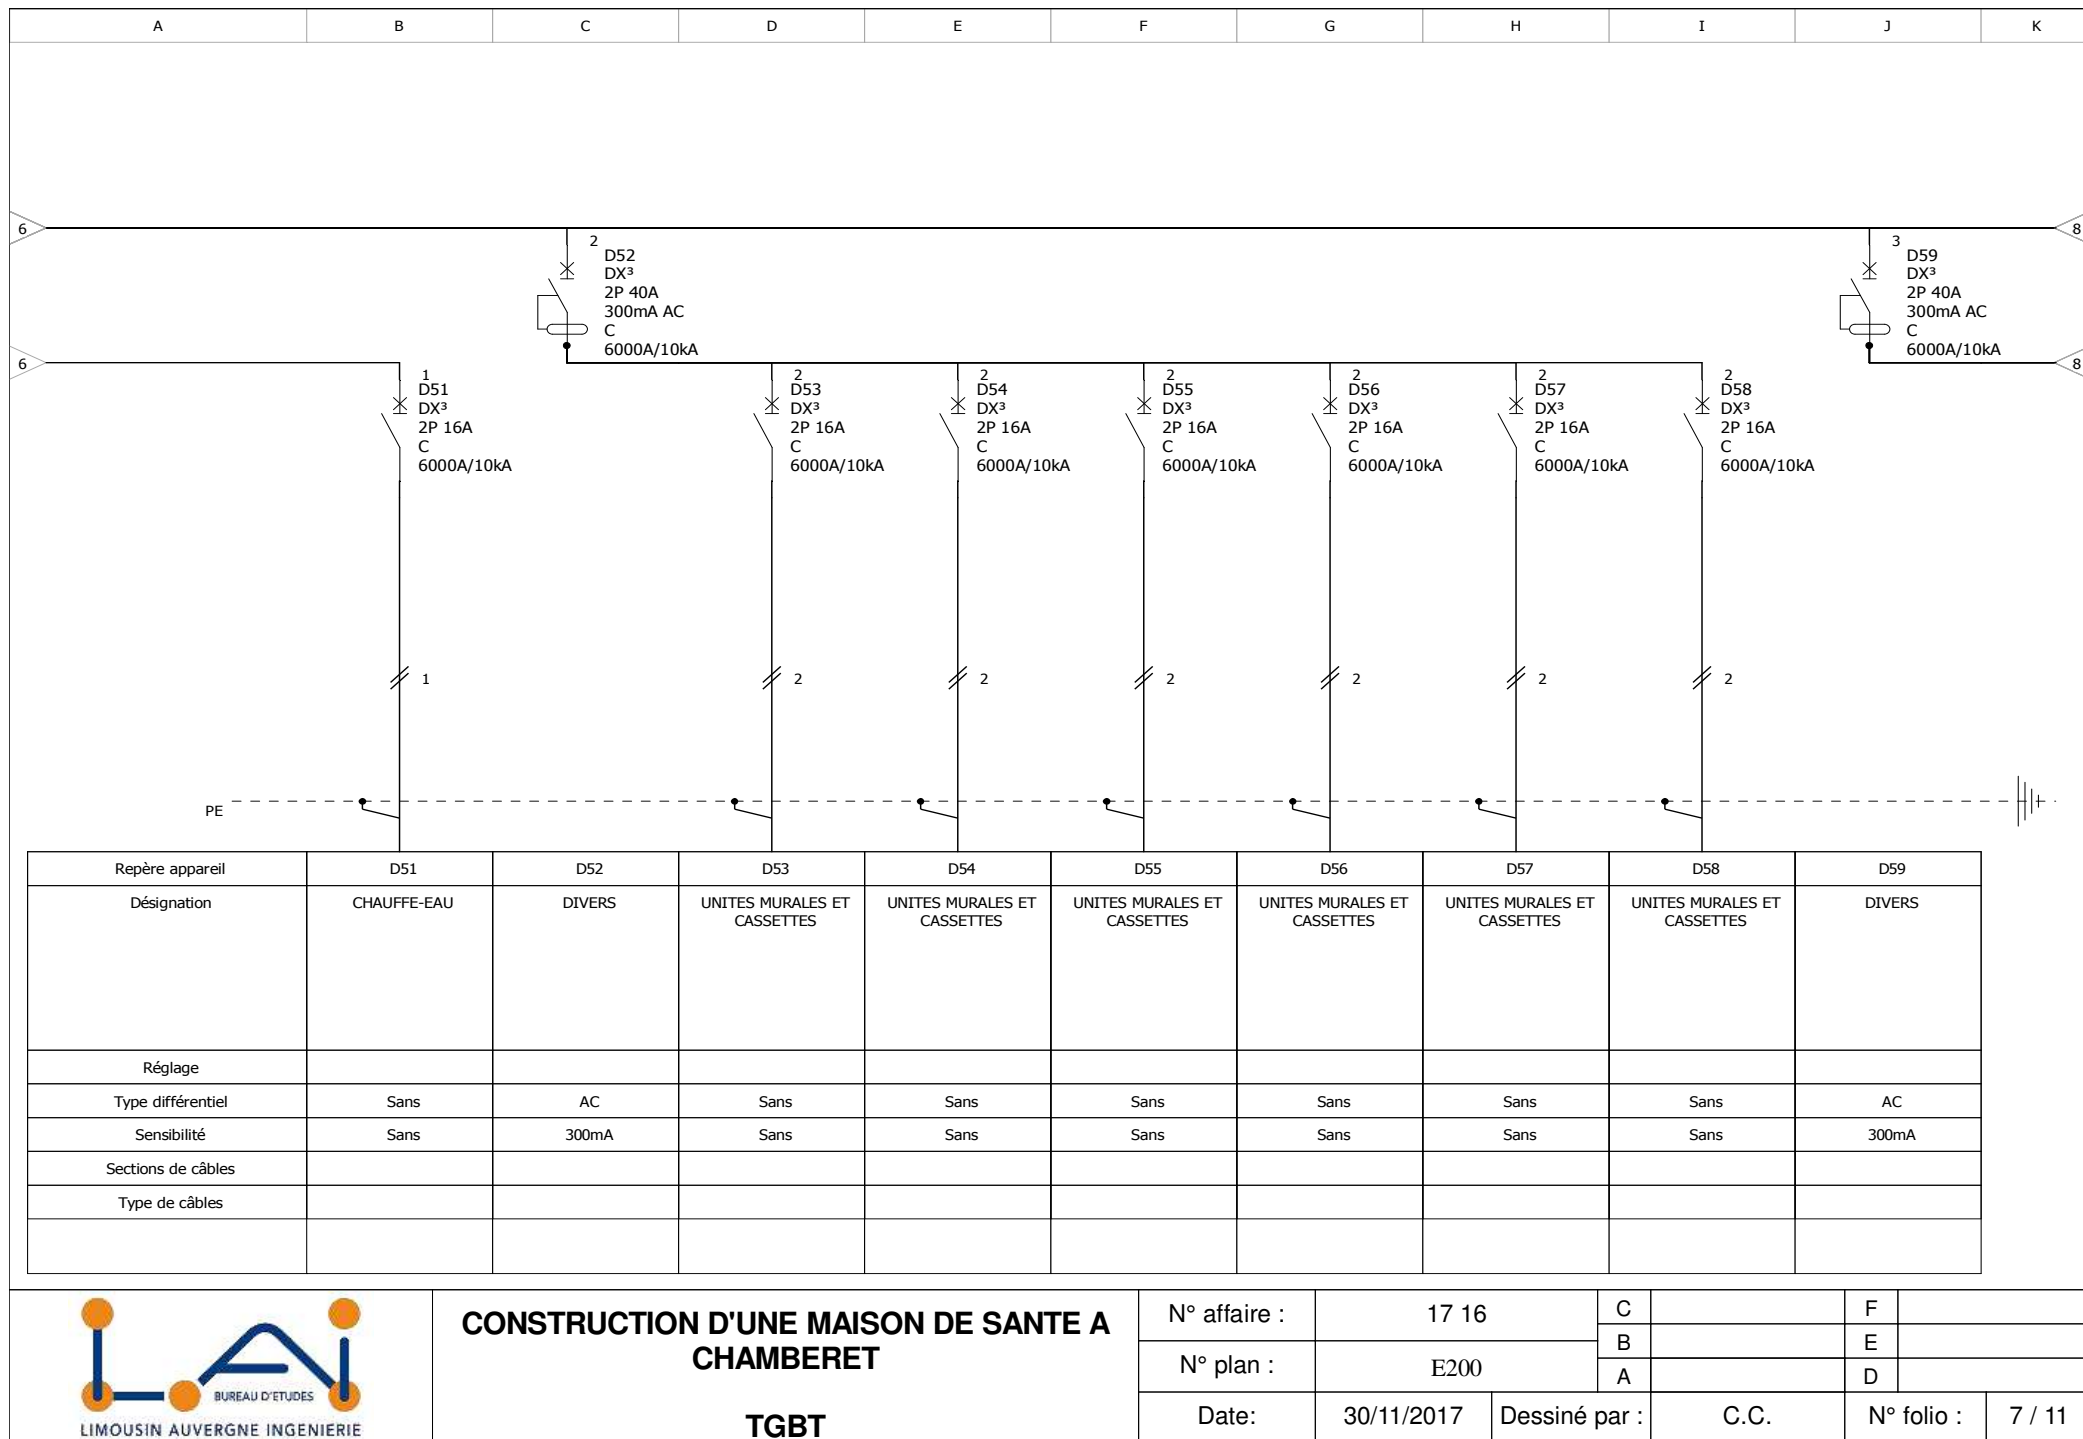 A B C D E F G H I J K
6 8
2
D52
DX³
2P 40A
300mA AC
C
6000A/10kA
3
D59
DX³
2P 40A
300mA AC
C
6000A/10kA
6 8
1
D51
DX³
2P 16A
C
6000A/10kA
2
D53
DX³
2P 16A
C
6000A/10kA
2
D54
DX³
2P 16A
C
6000A/10kA
2
D55
DX³
2P 16A
C
6000A/10kA
2
D56
DX³
2P 16A
C
6000A/10kA
2
D57
DX³
2P 16A
C
6000A/10kA
2
D58
DX³
2P 16A
C
6000A/10kA
1 2 2 2 2 2 2
PE
Repère appareil D51 D52 D53 D54 D55 D56 D57 D58 D59
Désignation CHAUFFE-EAU DIVERS UNITES MURALES ET UNITES MURALES ET UNITES MURALES ET UNITES MURALES ET UNITES MURALES ET UNITES MURALES ET DIVERS
CASSETTES CASSETTES CASSETTES CASSETTES CASSETTES CASSETTES
Réglage
Type différentiel Sans AC Sans Sans Sans Sans Sans Sans AC
Sensibilité Sans 300mA Sans Sans Sans Sans Sans Sans 300mA
Sections de câbles
Type de câbles
LAi
BUREAU D'ETUDES
LIMOUSIN AUVERGNE INGENIERIE
CONSTRUCTION D'UNE MAISON DE SANTE A
CHAMBERET
TGBT
N° affaire : 17 16 C F
B E
N° plan : E200
A D
Date: 30/11/2017 Dessiné par : C.C. N° folio : 7 / 11